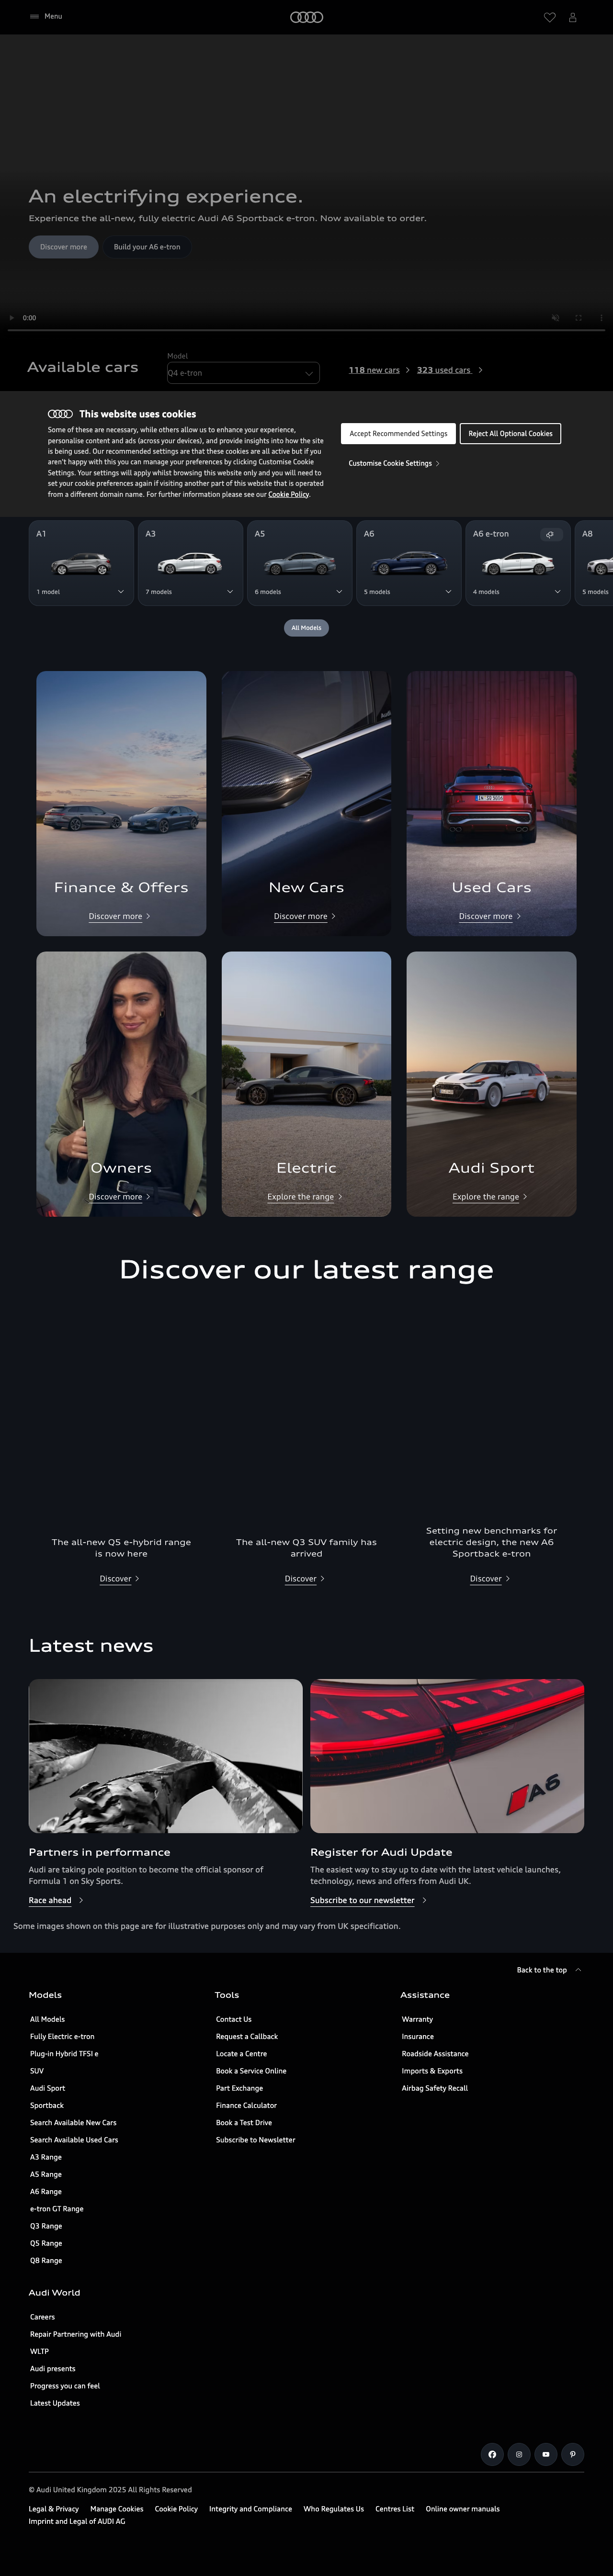 Menu
An electrifying experience.
Experience the all-new, fully electric Audi A6 Sportback e-tron. Now available to order.
Discover more
Build your A6 e-tron
0:00
Available cars
Model
Q4 e-tron
118 new cars
323 used cars
This website uses cookies
Some of these are necessary, while others allow us to enhance your experience,
personalise content and ads (across your devices), and provide insights into how the site
is being used. Our recommended settings are that these cookies are all active but if you
aren't happy with this you can manage your preferences by clicking Customise Cookie
Settings. Your settings will apply whilst browsing this website only and you will need to
set your cookie preferences again if visiting another part of this website that is operated
from a different domain name. For further information please see our Cookie Policy.
Accept Recommended Settings
Reject All Optional Cookies
Customise Cookie Settings
A1
1 model
A3
7 models
A5
6 models
A6
5 models
A6 e-tron
4 models
A8
5 models
All Models
Finance & Offers
Discover more
New Cars
Discover more
Used Cars
Discover more
Owners
Discover more
Electric
Explore the range
Audi Sport
Explore the range
Discover our latest range
The all-new Q5 e-hybrid range
is now here
Discover
The all-new Q3 SUV family has
arrived
Discover
Setting new benchmarks for
electric design, the new A6
Sportback e-tron
Discover
Latest news
A6
Partners in performance
Audi are taking pole position to become the official sponsor of
Formula 1 on Sky Sports.
Race ahead
Register for Audi Update
The easiest way to stay up to date with the latest vehicle launches,
technology, news and offers from Audi UK.
Subscribe to our newsletter
Some images shown on this page are for illustrative purposes only and may vary from UK specification.
Back to the top
Models
All Models
Fully Electric e-tron
Plug-in Hybrid TFSI e
SUV
Audi Sport
Sportback
Search Available New Cars
Search Available Used Cars
A3 Range
A5 Range
A6 Range
e-tron GT Range
Q3 Range
Q5 Range
Q8 Range
Tools
Contact Us
Request a Callback
Locate a Centre
Book a Service Online
Part Exchange
Finance Calculator
Book a Test Drive
Subscribe to Newsletter
Assistance
Warranty
Insurance
Roadside Assistance
Imports & Exports
Airbag Safety Recall
Audi World
Careers
Repair Partnering with Audi
WLTP
Audi presents
Progress you can feel
Latest Updates
© Audi United Kingdom 2025 All Rights Reserved
Legal & Privacy
Manage Cookies
Cookie Policy
Integrity and Compliance
Who Regulates Us
Centres List
Online owner manuals
Imprint and Legal of AUDI AG